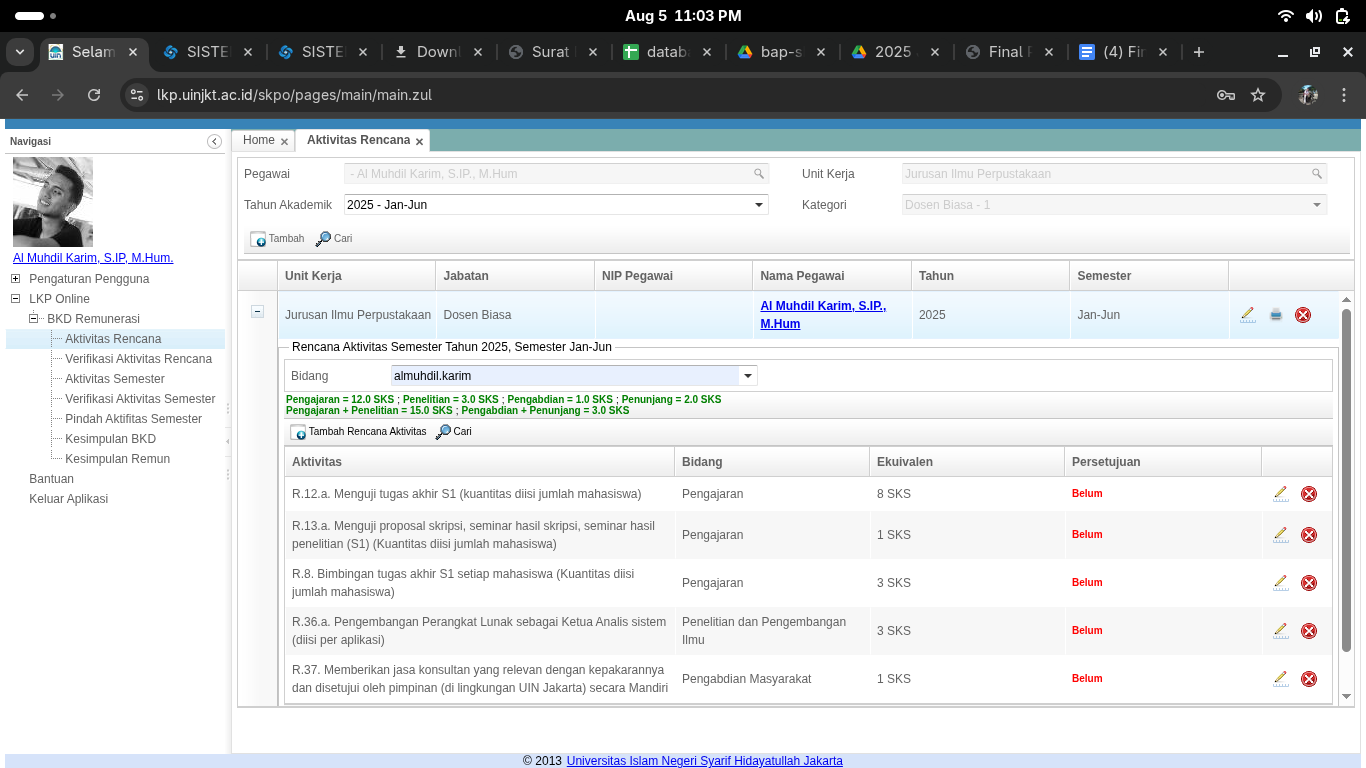 Aug 5 11:03 PM
Selam
SISTE
SISTE
Downl
Surat
datab
bap-s
2025
Final
(4) Fir
lkp.uinjkt.ac.id/skpo/pages/main/main.zul
Navigasi
Al Muhdil Karim, S.IP, M.Hum.
Pengaturan Pengguna
LKP Online
BKD Remunerasi
Aktivitas Rencana
Verifikasi Aktivitas Rencana
Aktivitas Semester
Verifikasi Aktivitas Semester
Pindah Aktifitas Semester
Kesimpulan BKD
Kesimpulan Remun
Bantuan
Keluar Aplikasi
Home
Aktivitas Rencana
Pegawai - Al Muhdil Karim, S.IP., M.Hum Unit Kerja Jurusan Ilmu Perpustakaan
Tahun Akademik 2025 - Jan-Jun Kategori Dosen Biasa - 1
Tambah Cari
Unit Kerja Jabatan NIP Pegawai Nama Pegawai Tahun Semester
Jurusan Ilmu Perpustakaan Dosen Biasa Al Muhdil Karim, S.IP., 2025 Jan-Jun
M.Hum
Rencana Aktivitas Semester Tahun 2025, Semester Jan-Jun
Bidang almuhdil.karim
Pengajaran = 12.0 SKS ; Penelitian = 3.0 SKS ; Pengabdian = 1.0 SKS ; Penunjang = 2.0 SKS
Pengajaran + Penelitian = 15.0 SKS ; Pengabdian + Penunjang = 3.0 SKS
Tambah Rencana Aktivitas Cari
Aktivitas Bidang Ekuivalen Persetujuan
R.12.a. Menguji tugas akhir S1 (kuantitas diisi jumlah mahasiswa) Pengajaran 8 SKS Belum
R.13.a. Menguji proposal skripsi, seminar hasil skripsi, seminar hasil
penelitian (S1) (Kuantitas diisi jumlah mahasiswa) Pengajaran 1 SKS Belum
R.8. Bimbingan tugas akhir S1 setiap mahasiswa (Kuantitas diisi
jumlah mahasiswa) Pengajaran 3 SKS Belum
R.36.a. Pengembangan Perangkat Lunak sebagai Ketua Analis sistem
(diisi per aplikasi) Penelitian dan Pengembangan
Ilmu 3 SKS Belum
R.37. Memberikan jasa konsultan yang relevan dengan kepakarannya
dan disetujui oleh pimpinan (di lingkungan UIN Jakarta) secara Mandiri Pengabdian Masyarakat 1 SKS Belum
© 2013 Universitas Islam Negeri Syarif Hidayatullah Jakarta